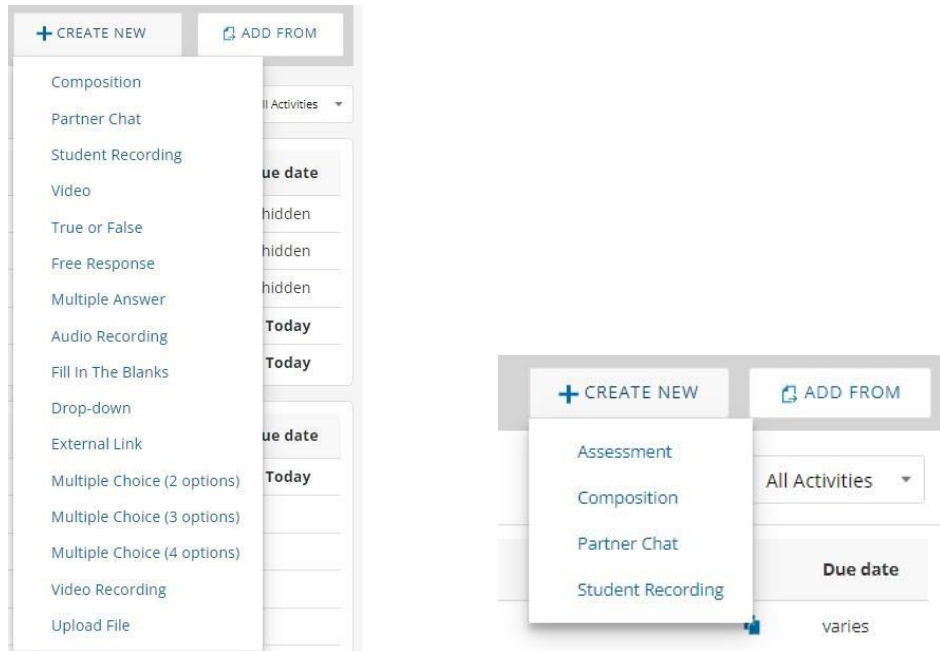 CREATE NEW
ADD FROM
Composition
Partner Chat
Student Recording
Video
True or False
Free Response
Multiple Answer
Audio Recording
Fill In The Blanks
Drop-down
External Link
Multiple Choice (2 options)
Multiple Choice (3 options)
Multiple Choice (4 options)
Video Recording
Upload File
ll Activities
ue date
hidden
hidden
hidden
Today
Today
ue date
Today
CREATE NEW
ADD FROM
Assessment
Composition
Partner Chat
Student Recording
All Activities
Due date
varies